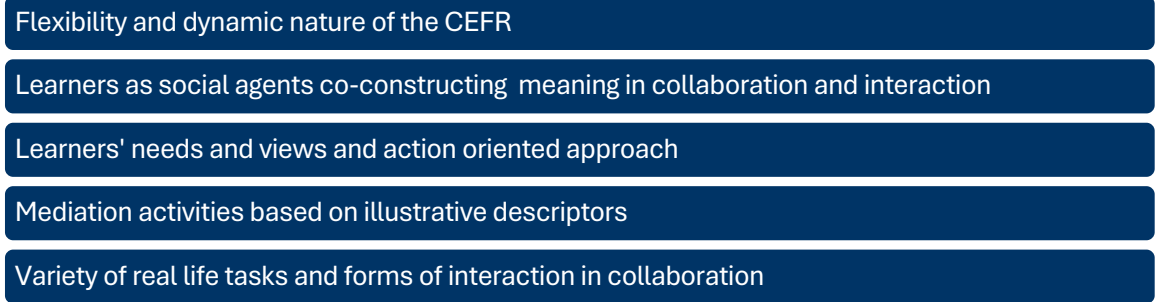 Flexibility and dynamic nature of the CEFR
Learners as social agents co-constructing meaning in collaboration and interaction
Learners' needs and views and action oriented approach
Mediation activities based on illustrative descriptors
Variety of real life tasks and forms of interaction in collaboration